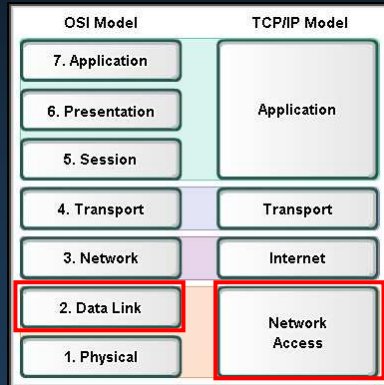 OSI Model
TCP/IP Model
7. Application
6. Presentation
5. Session
Application
4. Transport
Transport
3. Network
Internet
2. Data Link
1. Physical
Network
Access